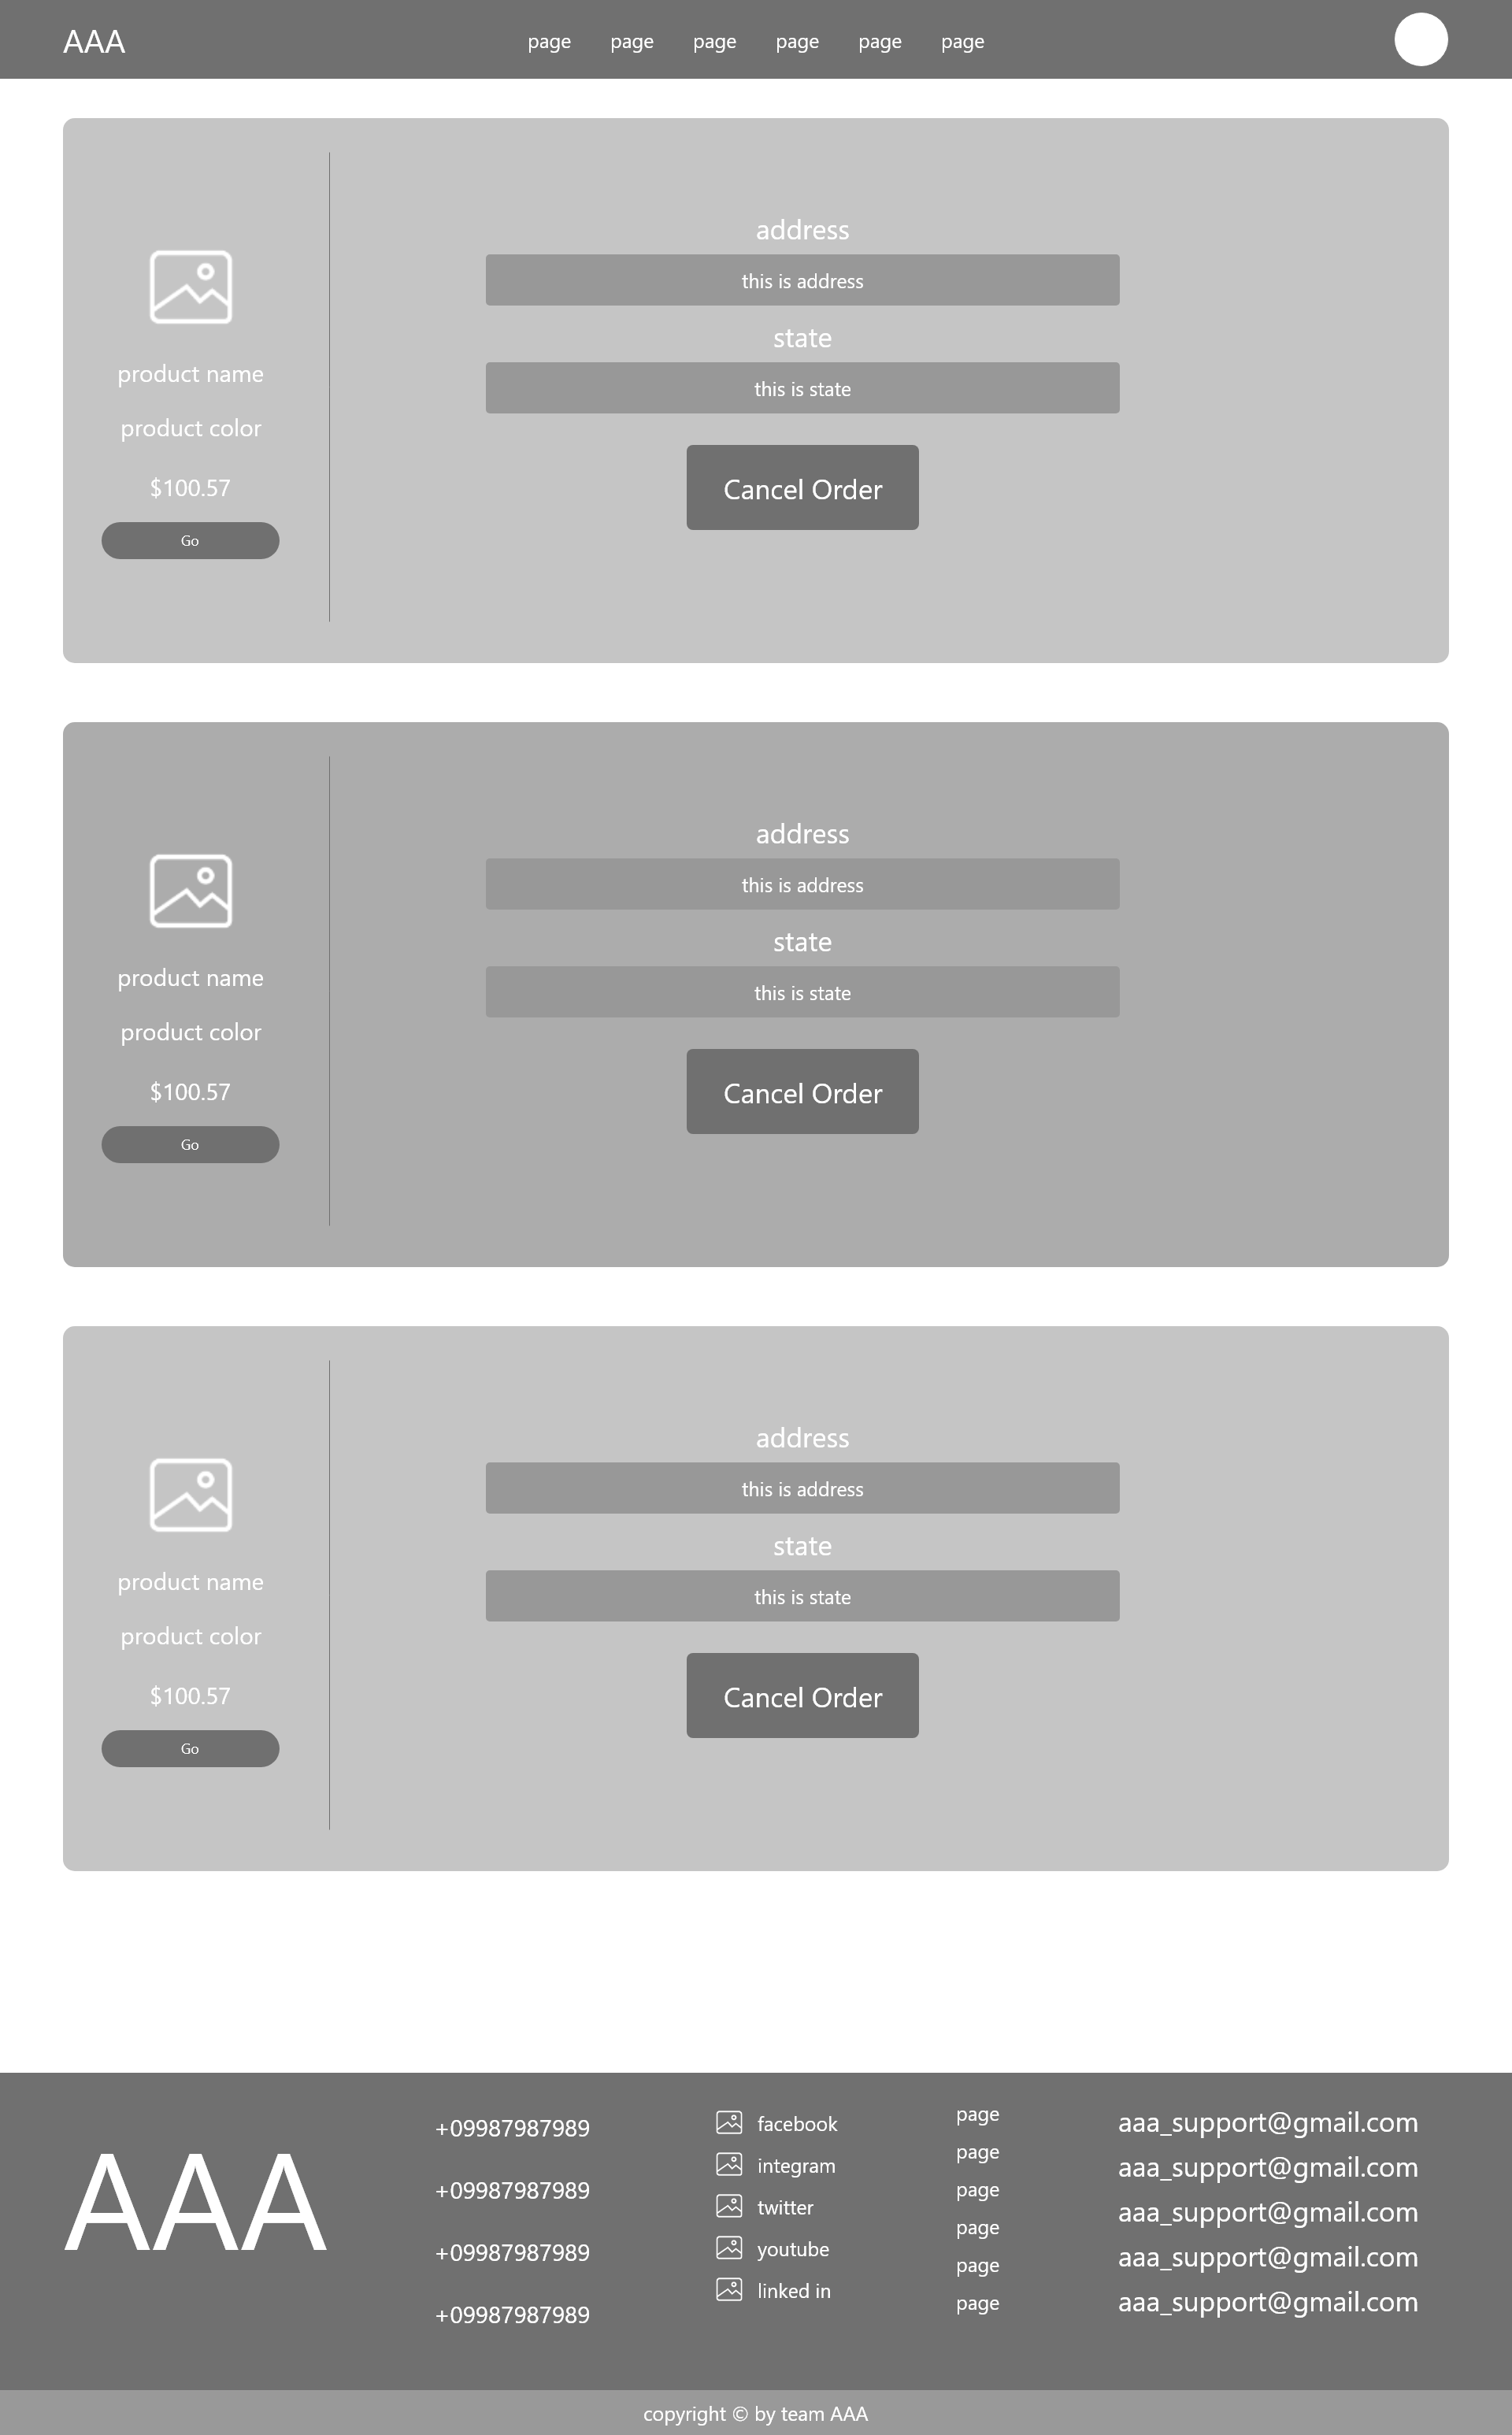 AAA
page page page page page page
address
this is address
state
this is state
Cancel Order
product name
product color
$100.57
Go
address
this is address
state
this is state
Cancel Order
product name
product color
$100.57
Go
address
this is address
state
this is state
Cancel Order
product name
product color
$100.57
Go
AAA
+09987987989
+09987987989
+09987987989
+09987987989
facebook
integram
twitter
youtube
linked in
page
page
page
page
page
page
aaa_support@gmail.com
aaa_support@gmail.com
aaa_support@gmail.com
aaa_support@gmail.com
aaa_support@gmail.com
copyright © by team AAA